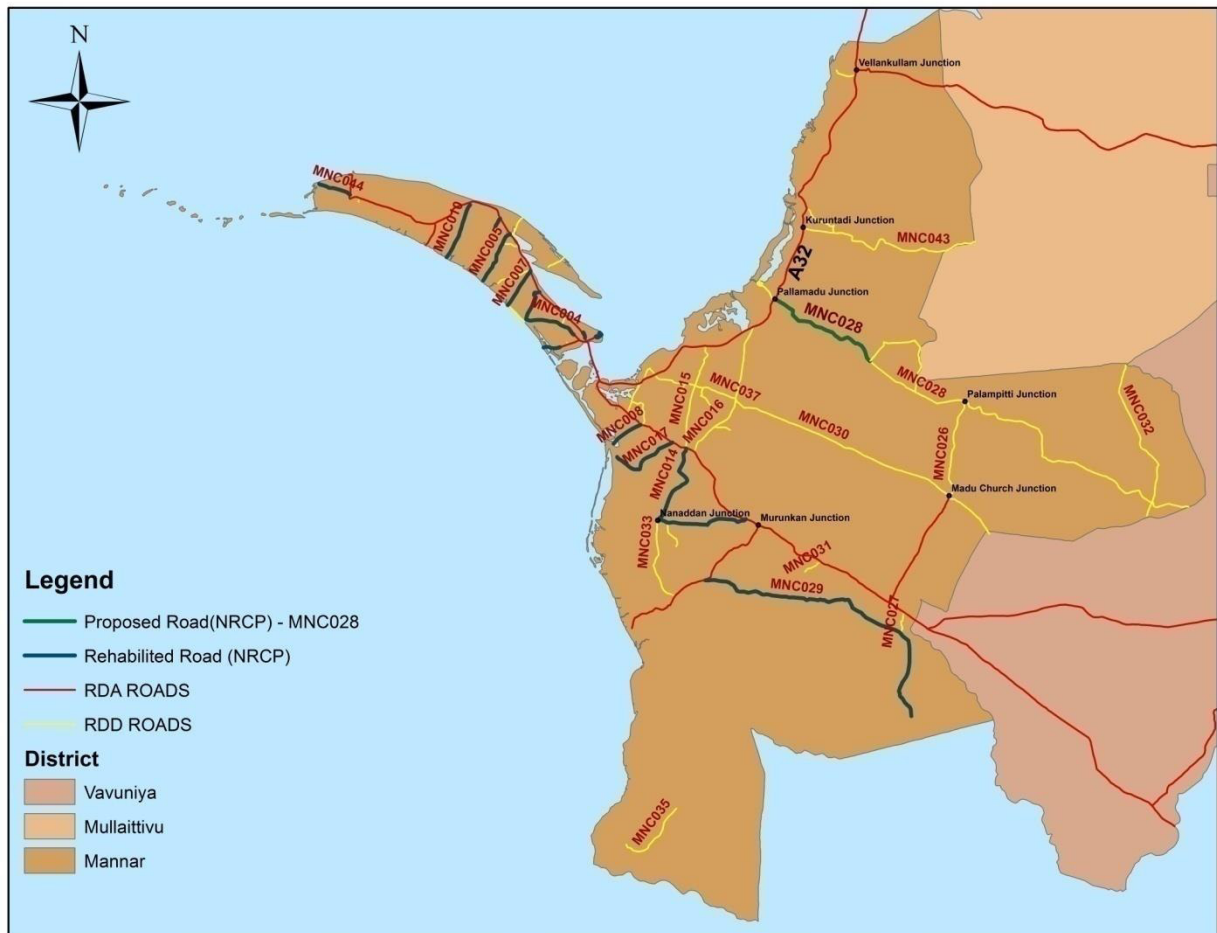 N
Vellankullam Junction
MNC044
MNC010
MNC005
MNC007
MNC004
Kuruntadi Junction
MNC043
A32
Pallamadu Junction
MNC028
MNC028
Palampitti Junction
MNC032
MNC037
MNC015
MNC016
MNC030
MNC026
MNC008
MNC017
MNC014
Madu Church Junction
Nanaddan Junction
Murunkan Junction
MNC033
MNC031
MNC029
MNC027
MNC035
Legend
Proposed Road(NRCP) - MNC028
Rehabilited Road (NRCP)
RDA ROADS
RDD ROADS
District
Vavuniya
Mullaittivu
Mannar